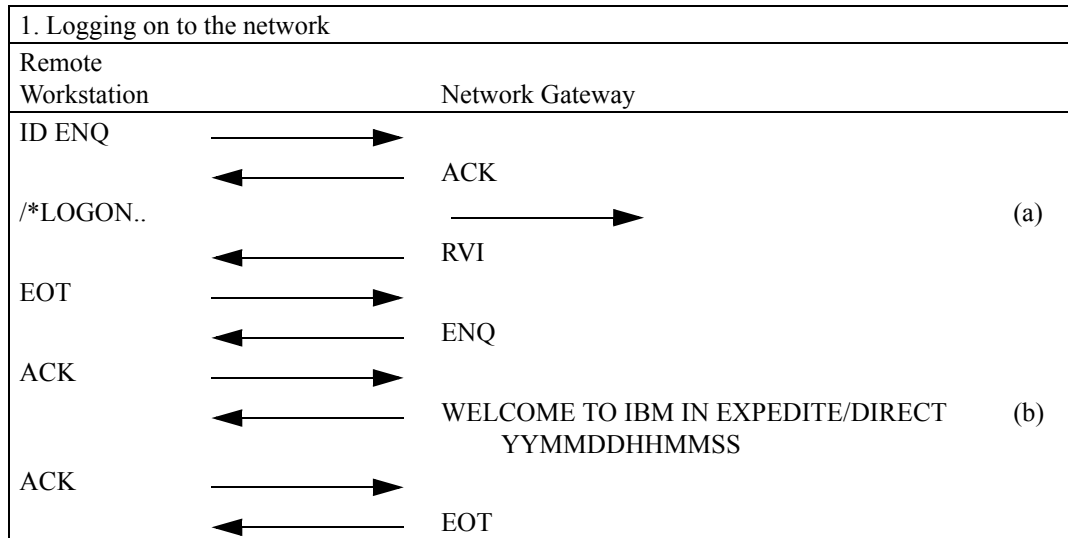 1. Logging on to the network
Remote
Workstation Network Gateway
ID ENQ
ACK
/*LOGON.. (a)
RVI
EOT
ENQ
ACK
WELCOME TO IBM IN EXPEDITE/DIRECT (b)
YYMMDDHHMMSS
ACK
EOT